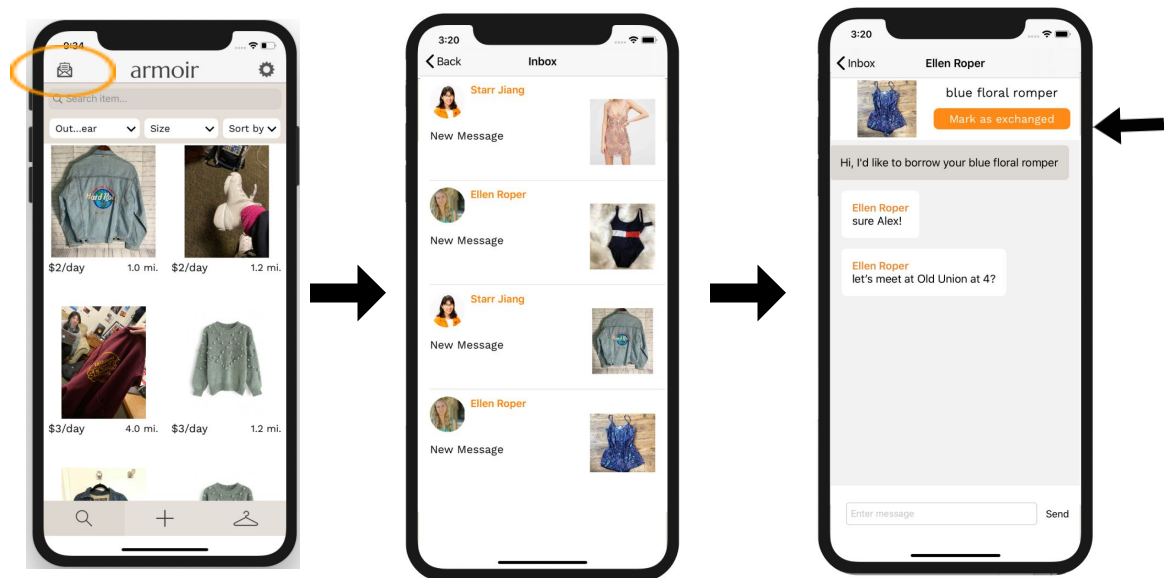 9:34
armoir
Search item...
Out...ear
Size
Sort by
Hard Ro
$2/day
1.0 mi.
$2/day
1.2 mi.
$3/day
4.0 mi.
$3/day
1.2 mi.
3:20
Back
Inbox
Starr Jiang
New Message
Ellen Roper
New Message
Starr Jiang
New Message
Ellen Roper
New Message
3:20
Inbox
Ellen Roper
blue floral romper
Mark as exchanged
Hi, I'd like to borrow your blue floral romper
Ellen Roper
sure Alex!
Ellen Roper
let's meet at Old Union at 4?
Enter message
Send